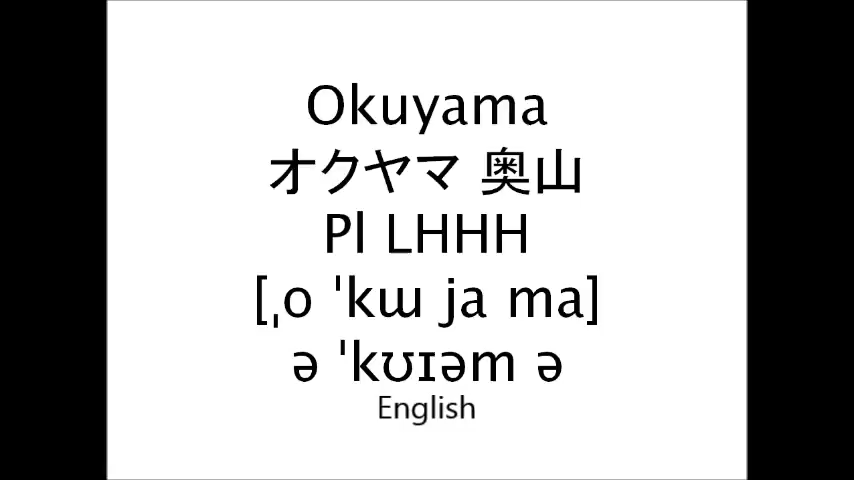 Okuyama
オクヤマ 奥山
Pl LHHH
[ˌo ˈkɯ ja ma]
ə ˈkʊɪəm ə
English